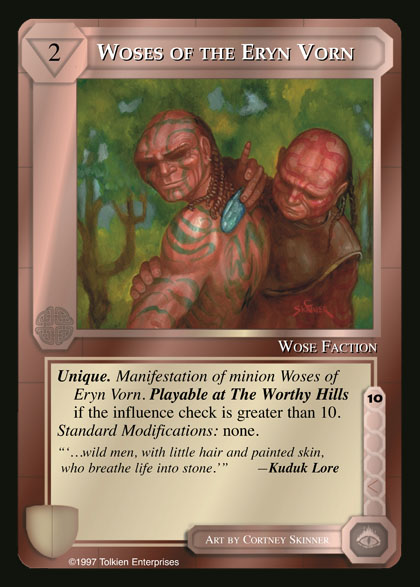 2
Woses of the Eryn Vorn
Wose Faction
Unique. Manifestation of minion Woses of
Eryn Vorn. Playable at The Worthy Hills
if the influence check is greater than 10.
Standard Modifications: none.
“‘...wild men, with little hair and painted skin,
who breathe life into stone.’” —Kuduk Lore
10
Art by Cortney Skinner
©1997 Tolkien Enterprises